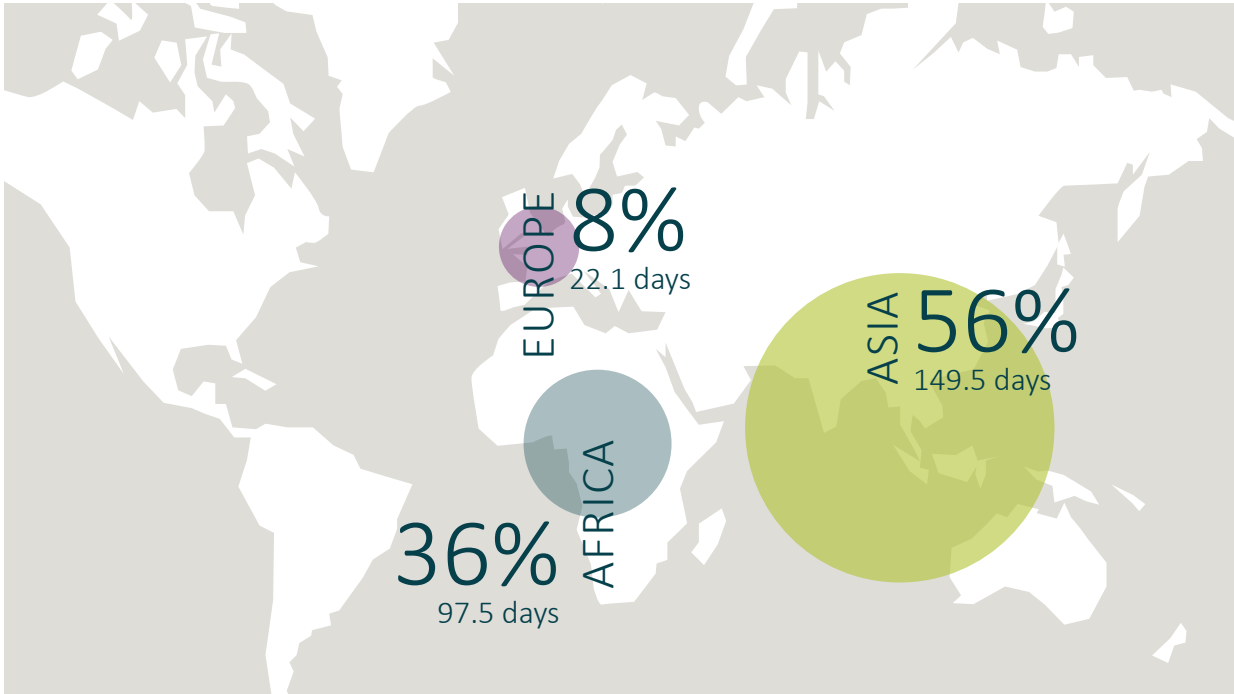 EUROPE
8%
22.1 days
ASIA
56%
149.5 days
AFRICA
36%
97.5 days